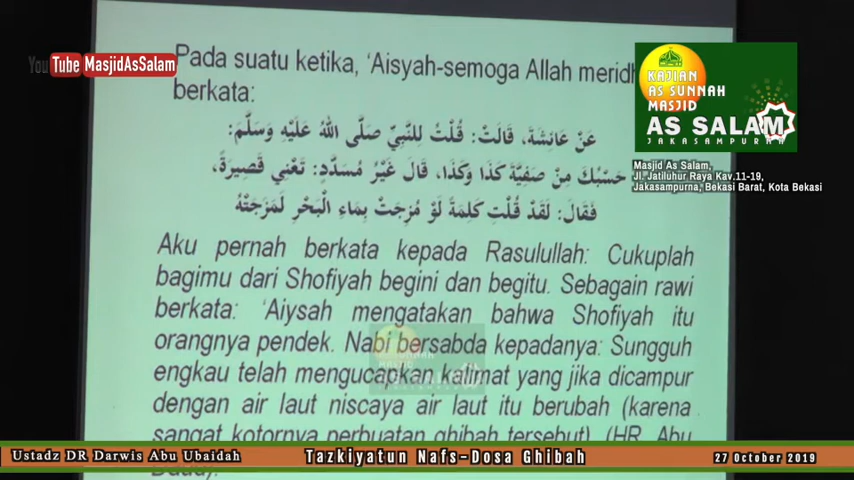 YouTube MasjidAsSalam
Pada suatu ketika, ‘Aisyah-semoga Allah
berkata:
عَنْ عَائِشَةَ، قَالَتْ: قُلْتُ لِلنَّبِيِّ صَلَّى اللهُ عَلَيْهِ وَسَلَّمَ:
حَسْبُكَ مِنْ صَفِيَّةَ كَذَا وَكَذَا، قَالَ غَيْرُ مُسَدَّدٍ: تَعْنِي قَصِيرَةً،
فَقَالَ: لَقَدْ قُلْتِ كَلِمَةً لَوْ مُزِجَتْ بِمَاءِ الْبَحْرِ لَمَزَجَتْهُ
Aku pernah berkata kepada Rasulullah: Cukuplah
bagimu dari Shofiyah begini dan begitu. Sebagain rawi
berkata: ‘Aiysah mengatakan bahwa Shofiyah itu
orangnya pendek. Nabi bersabda kepadanya: Sungguh
engkau telah mengucapkan kalimat yang jika dicampur
dengan air laut niscaya air laut itu berubah (karena
sangat kotornya perbuatan ghibah tersebut) (HR. Abu
KAJIAN
AS SUNNAH
MASJID
AS SALAM
JAKASAMPURNA
Masjid As Salam,
Jl. Jatiluhur Raya Kav.11-19,
Jakasampurna, Bekasi Barat, Kota Bekasi
Ustadz DR Darwis Abu Ubaidah
Tazkiyatun Nafs-Dosa Ghibah
27 October 2019